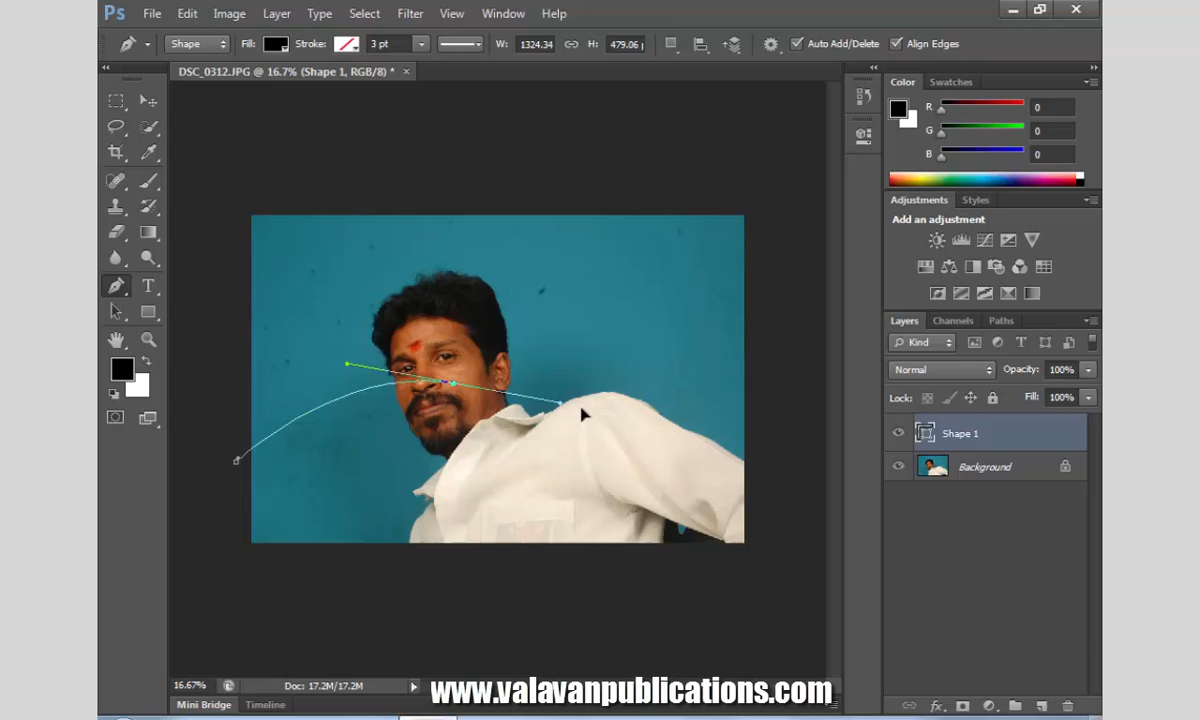 Ps File Edit Image Layer Type Select Filter View Window Help
Shape Fill: Stroke: 3 pt W: 1324.34 H: 479.06 Auto Add/Delete Align Edges
DSC_0312.JPG @ 16.7% (Shape 1, RGB/8) * ×
Color Swatches
R 0
G 0
B 0
Adjustments Styles
Add an adjustment
Layers Channels Paths
Kind
Normal Opacity: 100%
Lock: Fill: 100%
Shape 1
Background
16.67% Doc: 17.2M/17.2M
www.valavanpublications.com
Mini Bridge Timeline